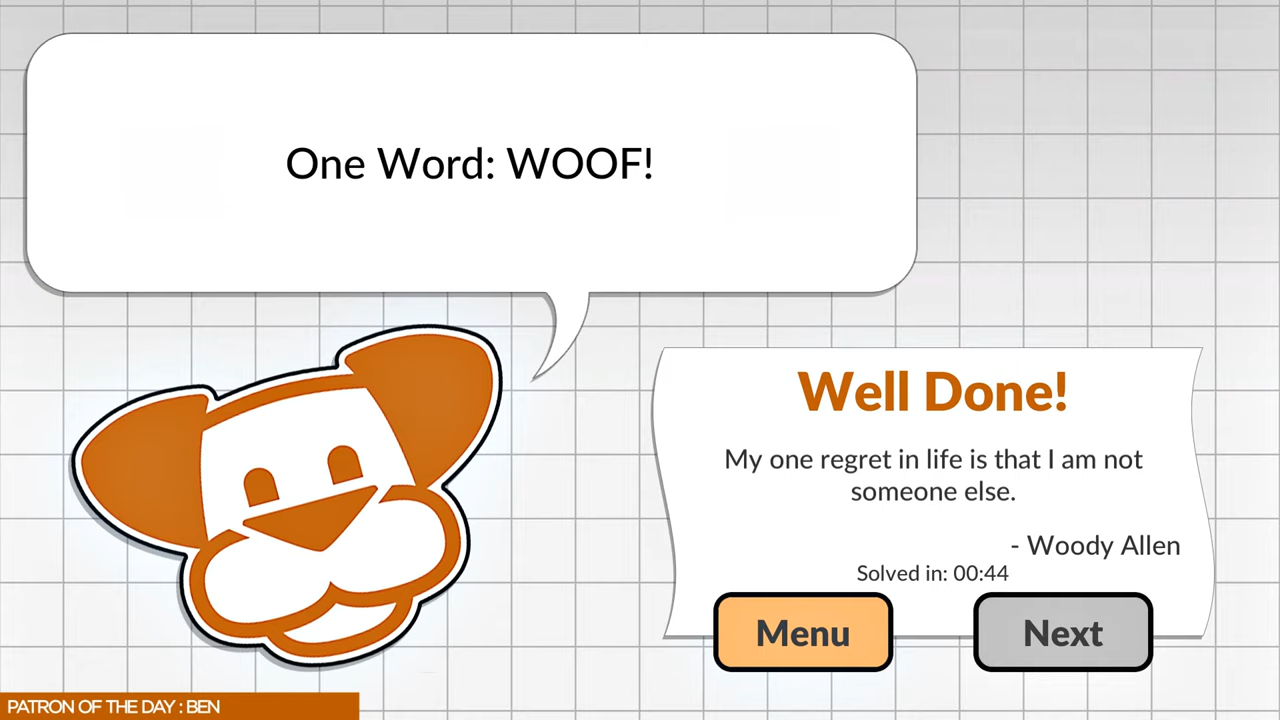 One Word: WOOF!
Well Done!
My one regret in life is that I am not
someone else.
- Woody Allen
Solved in: 00:44
Menu
Next
PATRON OF THE DAY : BEN